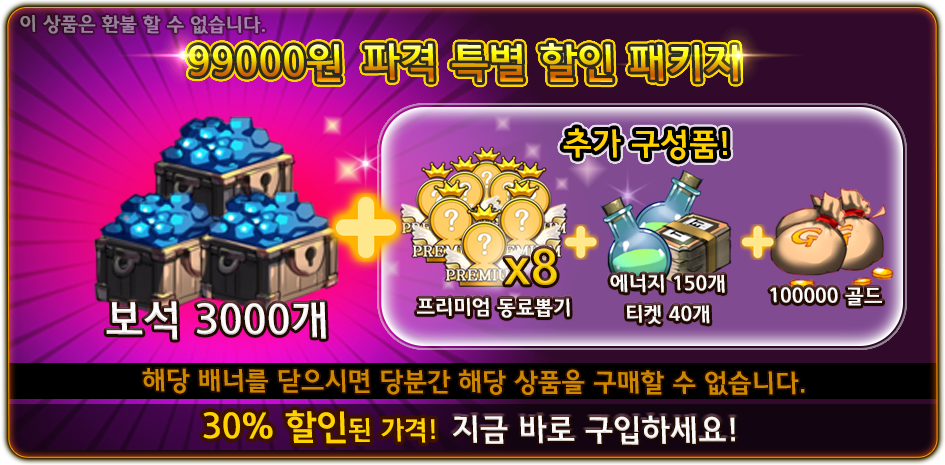 이 상품은 환불 할 수 없습니다.
99000원 파격 특별 할인 패키지
추가 구성품!
PREMIUM
x8
보석 3000개
프리미엄 동료뽑기
에너지 150개
티켓 40개
100000 골드
해당 배너를 닫으시면 당분간 해당 상품을 구매할 수 없습니다.
30% 할인된 가격! 지금 바로 구입하세요!